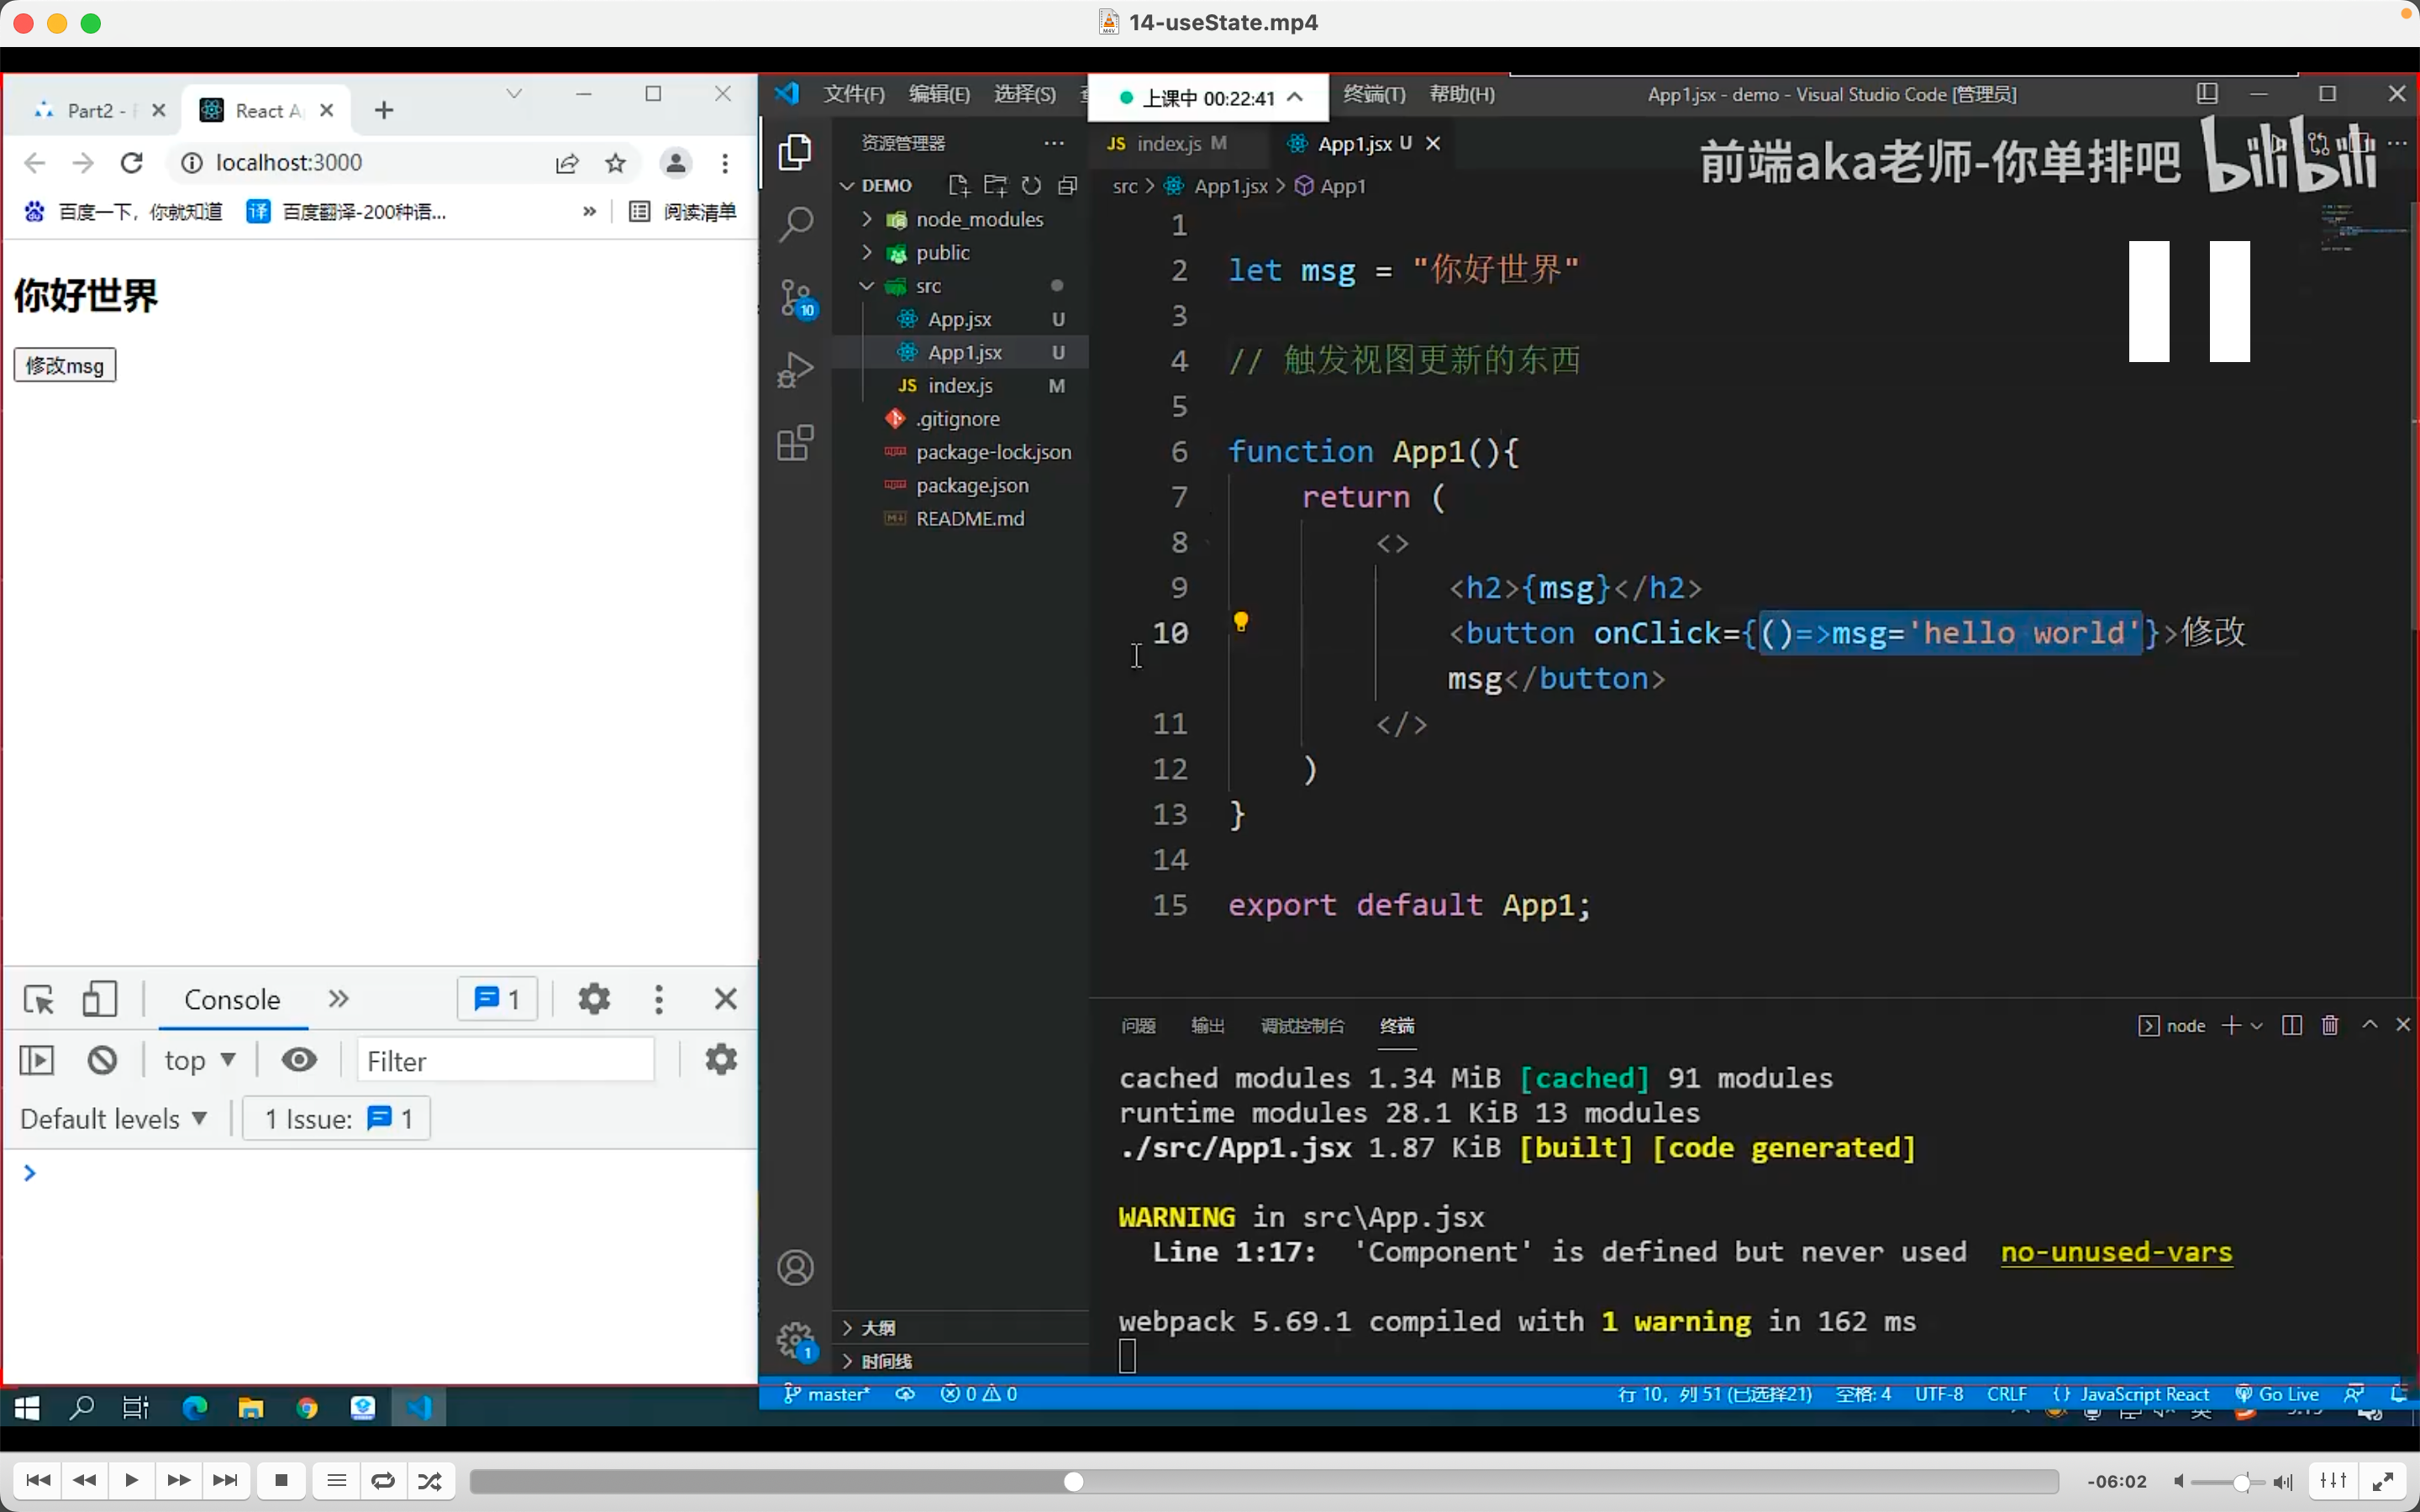 14-useState.mp4
Part2 -
React A
localhost:3000
百度一下，你就知道
译
百度翻译-200种语...
»
阅读清单
你好世界
修改msg
Console
1
top
Filter
Default levels
1 Issue:
1
文件(F)
编辑(E)
选择(S)
上课中 00:22:41
终端(T)
帮助(H)
App1.jsx - demo - Visual Studio Code [管理员]
资源管理器
JS index.js M
App1.jsx U
前端aka老师-你单排吧
bilibili
DEMO
src > App1.jsx > App1
node_modules
public
src
App.jsx U
App1.jsx U
JS index.js M
.gitignore
package-lock.json
package.json
README.md
10
1
2 let msg = "你好世界"
3
4 // 触发视图更新的东西
5
6 function App1(){
7 return (
8 <>
9 <h2>{msg}</h2>
10 <button onClick={()=>msg='hello world'}>修改
msg</button>
11 </>
12 )
13 }
14
15 export default App1;
问题
输出
调试控制台
终端
node
cached modules 1.34 MiB [cached] 91 modules
runtime modules 28.1 KiB 13 modules
./src/App1.jsx 1.87 KiB [built] [code generated]
WARNING in src\App.jsx
Line 1:17: 'Component' is defined but never used no-unused-vars
webpack 5.69.1 compiled with 1 warning in 162 ms
大纲
时间线
1
master*
0
0
行 10，列 51 (已选择21)
空格: 4
UTF-8
CRLF
{} JavaScript React
Go Live
-06:02